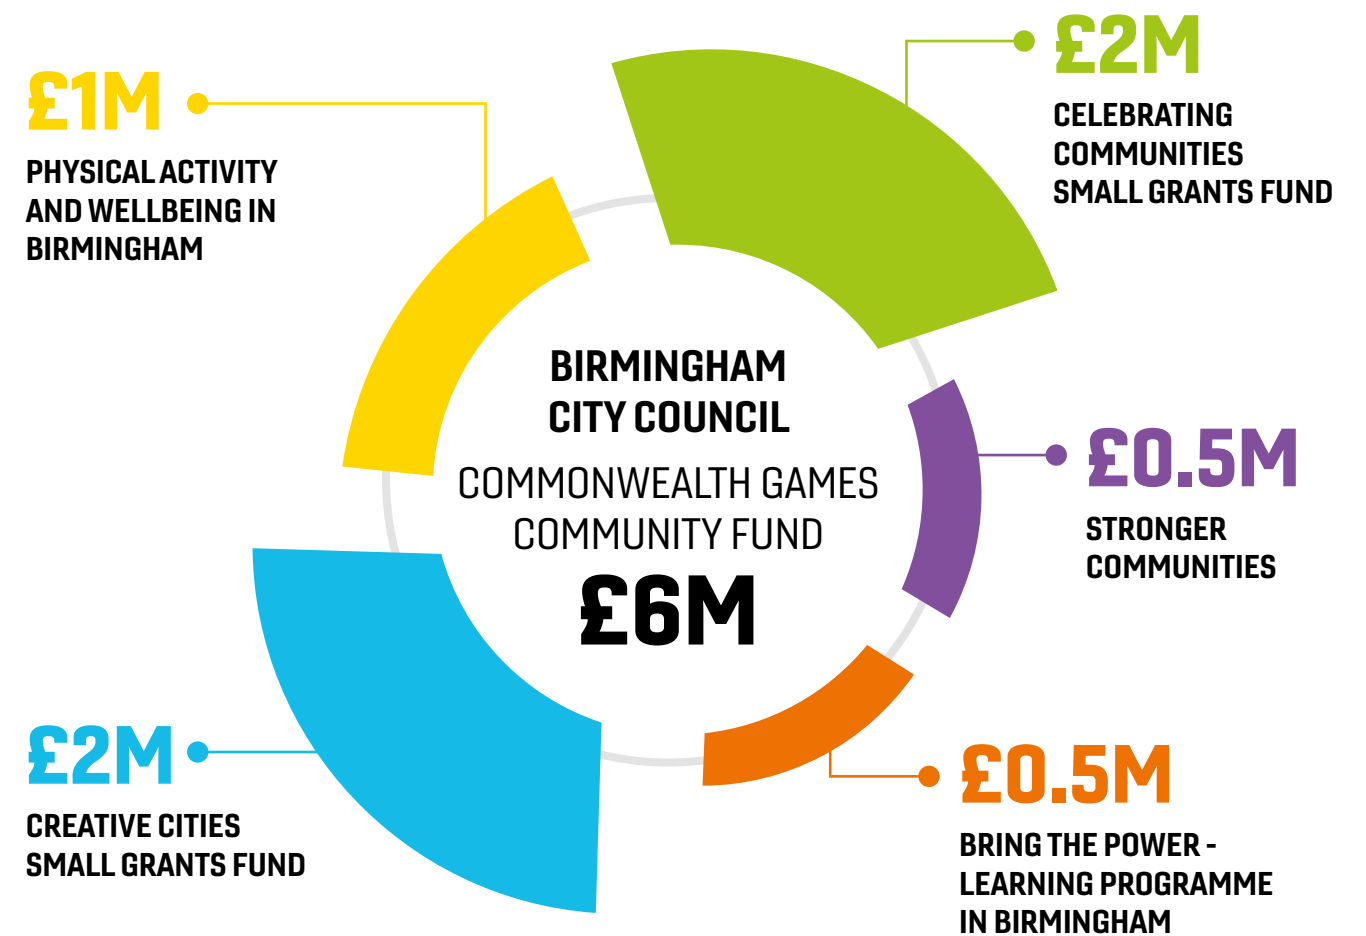 £1M
PHYSICAL ACTIVITY
AND WELLBEING IN
BIRMINGHAM
£2M
CELEBRATING
COMMUNITIES
SMALL GRANTS FUND
BIRMINGHAM
CITY COUNCIL
COMMONWEALTH GAMES
COMMUNITY FUND
£6M
£0.5M
STRONGER
COMMUNITIES
£2M
CREATIVE CITIES
SMALL GRANTS FUND
£0.5M
BRING THE POWER -
LEARNING PROGRAMME
IN BIRMINGHAM